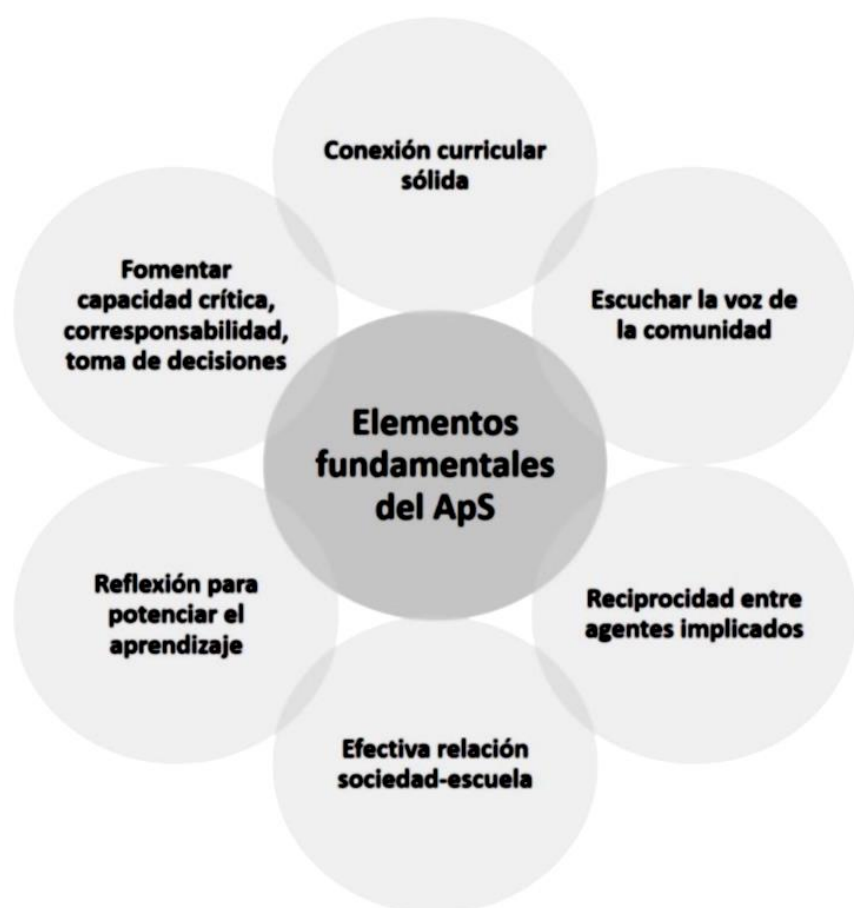 Conexión curricular
sólida
Fomentar
capacidad crítica,
corresponsabilidad,
toma de decisiones
Escuchar la voz de
la comunidad
Elementos
fundamentales
del ApS
Reflexión para
potenciar el
aprendizaje
Reciprocidad entre
agentes implicados
Efectiva relación
sociedad-escuela